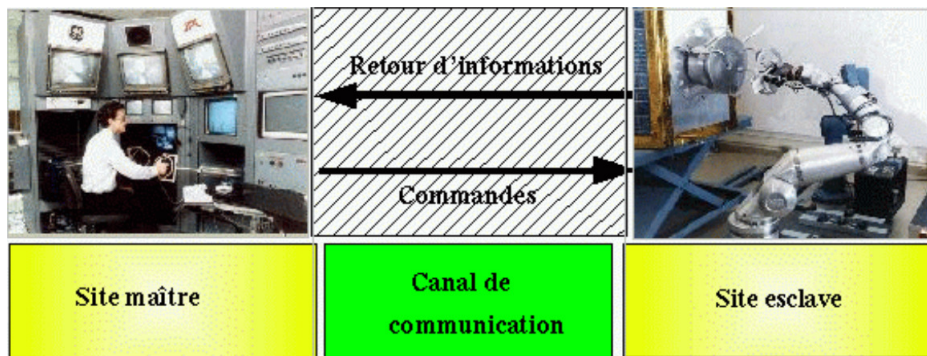 Retour d'informations
Commandes
Site maître
Canal de
communication
Site esclave